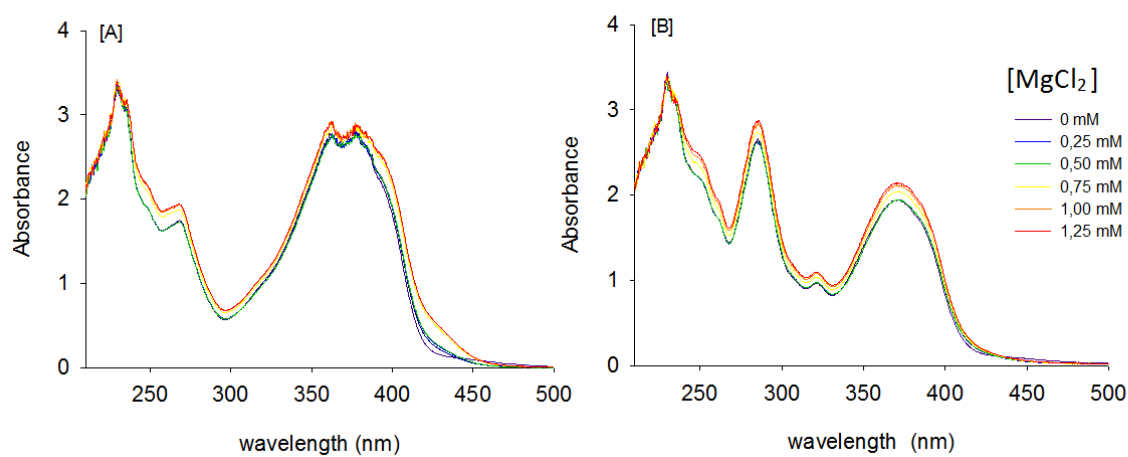 [A]
4
3
2
1
0
Absorbance
250 300 350 400 450 500
wavelength (nm)
[B]
4
3
2
1
0
Absorbance
250 300 350 400 450 500
wavelength (nm)
[MgCl₂]
0 mM
0,25 mM
0,50 mM
0,75 mM
1,00 mM
1,25 mM